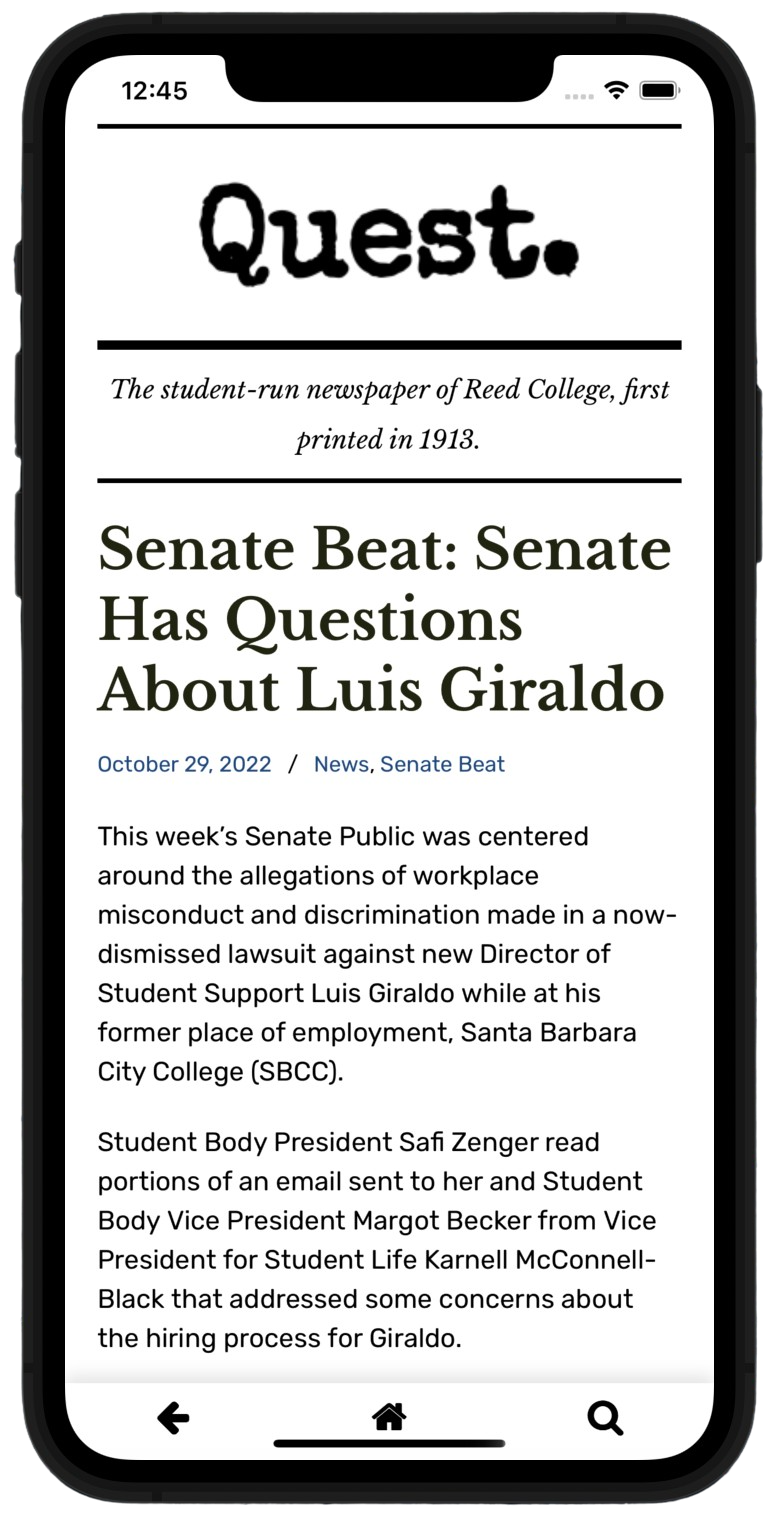 12:45
Quest.
The student-run newspaper of Reed College, first
printed in 1913.
Senate Beat: Senate
Has Questions
About Luis Giraldo
October 29, 2022 / News, Senate Beat
This week’s Senate Public was centered
around the allegations of workplace
misconduct and discrimination made in a now-
dismissed lawsuit against new Director of
Student Support Luis Giraldo while at his
former place of employment, Santa Barbara
City College (SBCC).
Student Body President Safi Zenger read
portions of an email sent to her and Student
Body Vice President Margot Becker from Vice
President for Student Life Karnell McConnell-
Black that addressed some concerns about
the hiring process for Giraldo.